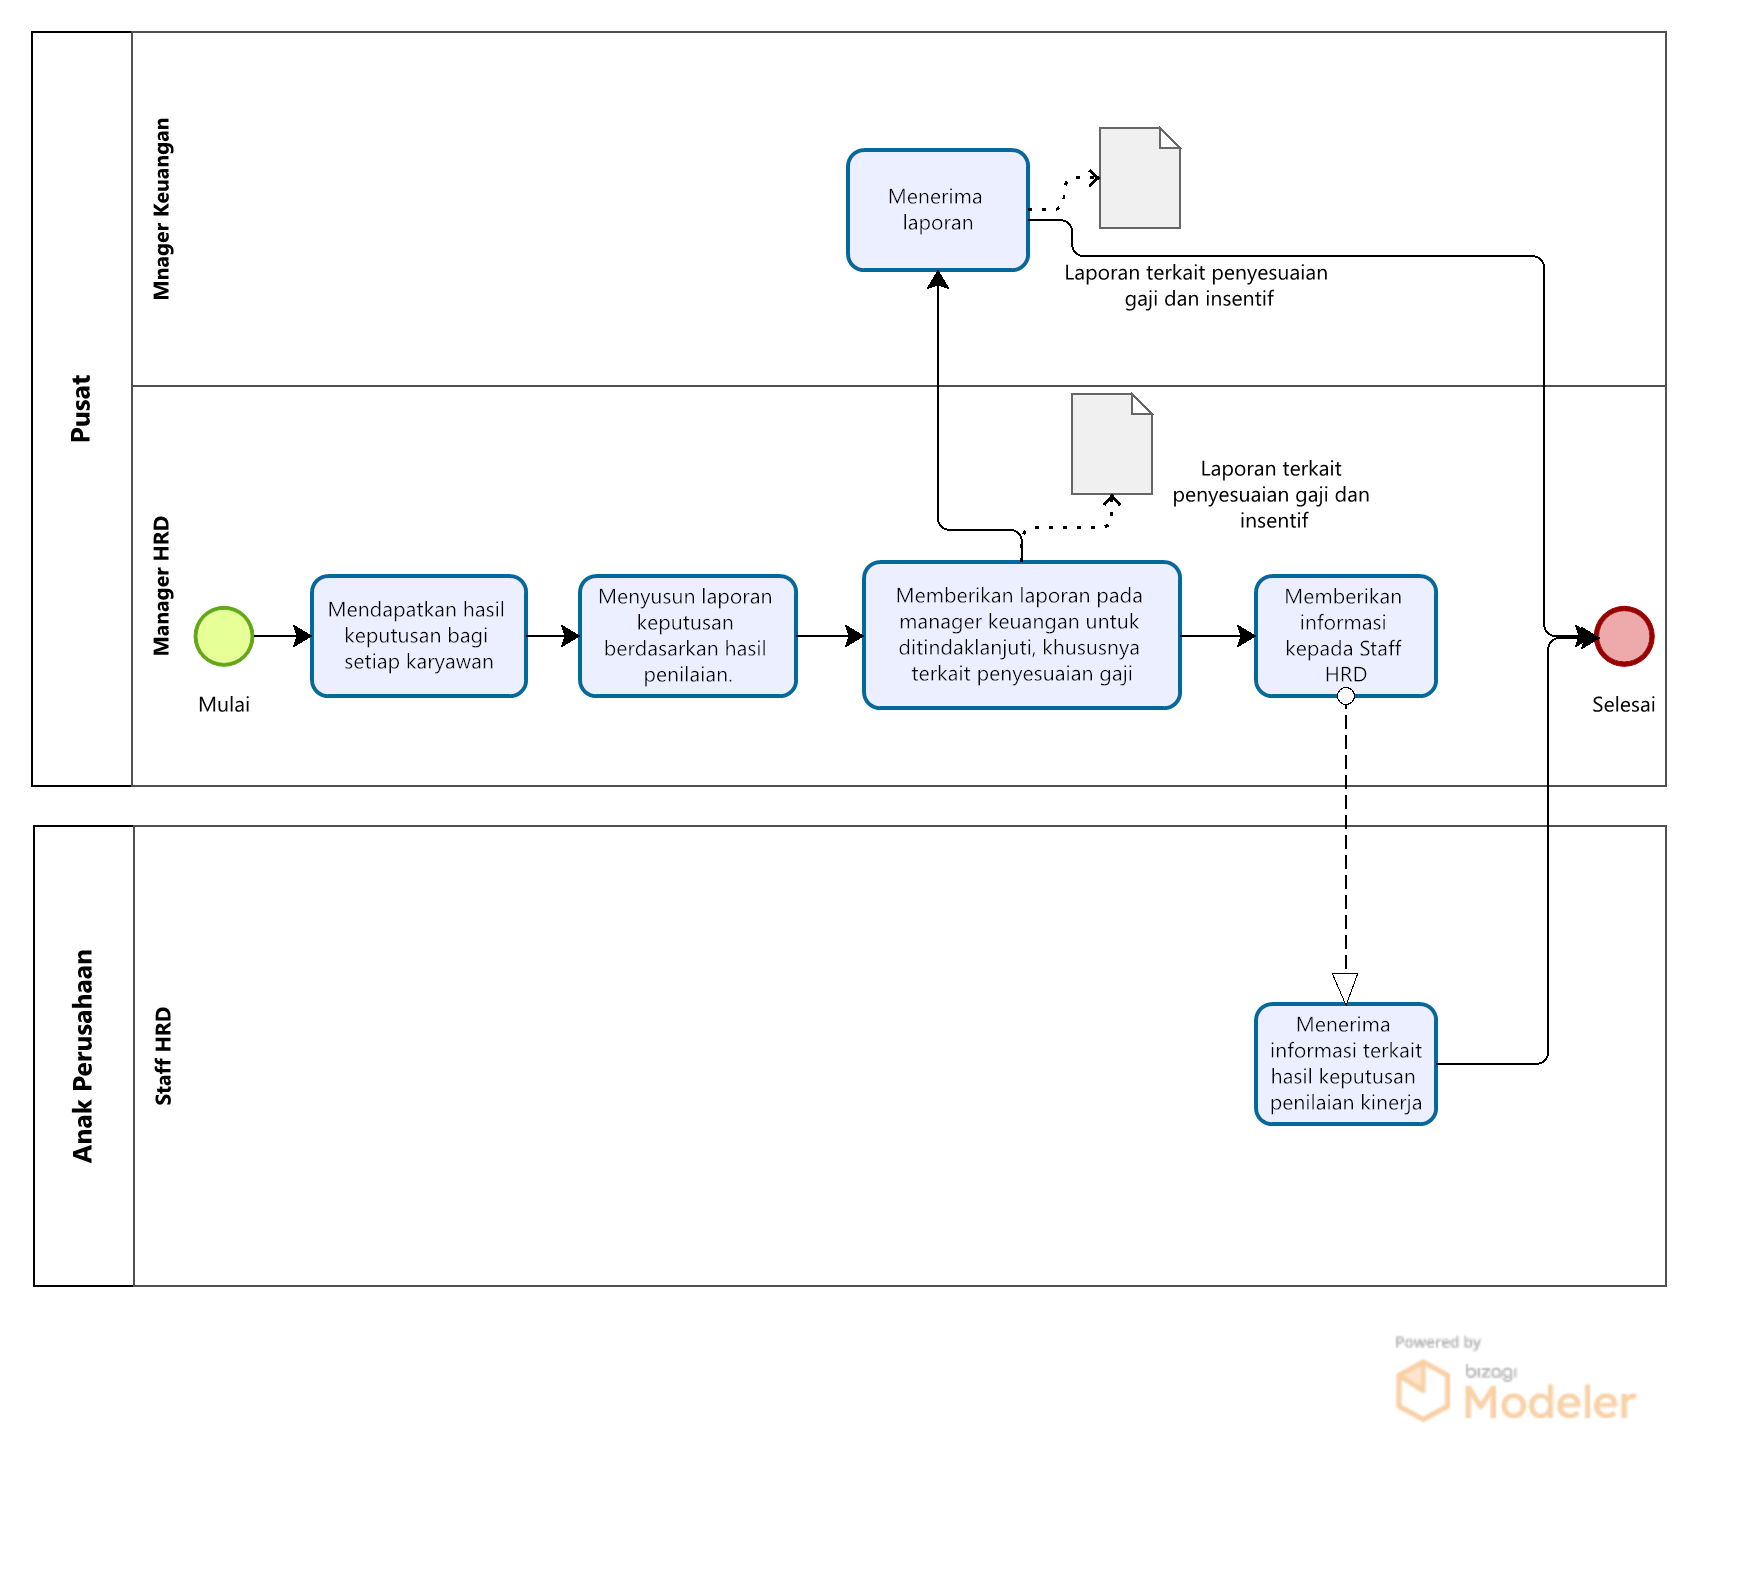 Pusat
Mnager Keuangan
Menerima
laporan
Laporan terkait penyesuaian
gaji dan insentif
Manager HRD
Laporan terkait
penyesuaian gaji dan
insentif
Mulai
Mendapatkan hasil
keputusan bagi
setiap karyawan
Menyusun laporan
keputusan
berdasarkan hasil
penilaian.
Memberikan laporan pada
manager keuangan untuk
ditindaklanjuti, khususnya
terkait penyesuaian gaji
Memberikan
informasi
kepada Staff
HRD
Selesai
Anak Perusahaan
Staff HRD
Menerima
informasi terkait
hasil keputusan
penilaian kinerja
Powered by
bizagi
Modeler